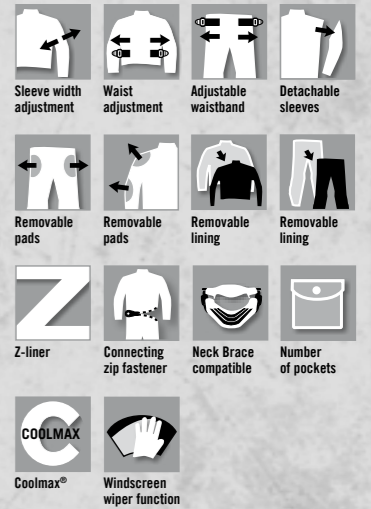 Sleeve width
adjustment
Waist
adjustment
Adjustable
waistband
Detachable
sleeves
Removable
pads
Removable
pads
Removable
lining
Removable
lining
Z
Z-liner
Connecting
zip fastener
Neck Brace
compatible
Number
of pockets
C
COOLMAX
Coolmax®
Windscreen
wiper function